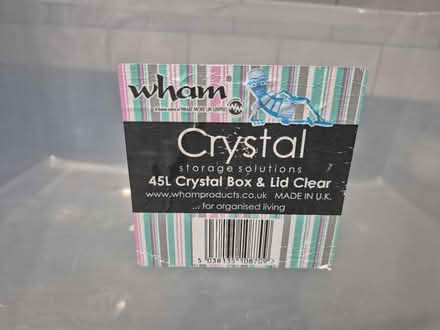 wham®
Crystal
storage solutions
45L Crystal Box & Lid Clear
www.whamproducts.co.uk MADE IN U.K.
... for organised living